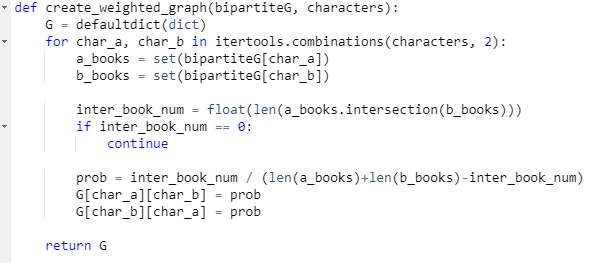 def create_weighted_graph(bipartiteG, characters):
    G = defaultdict(dict)
    for char_a, char_b in itertools.combinations(characters, 2):
        a_books = set(bipartiteG[char_a])
        b_books = set(bipartiteG[char_b])

        inter_book_num = float(len(a_books.intersection(b_books)))
        if inter_book_num == 0:
            continue

        prob = inter_book_num / (len(a_books)+len(b_books)-inter_book_num)
        G[char_a][char_b] = prob
        G[char_b][char_a] = prob

    return G